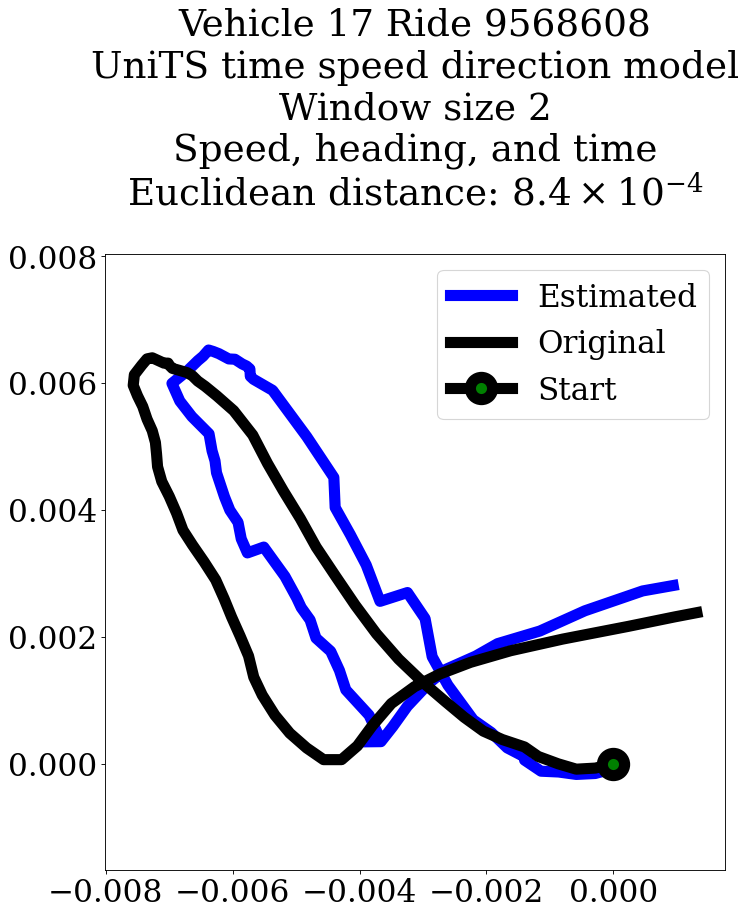 Vehicle 17 Ride 9568608
UniTS time speed direction model
Window size 2
Speed, heading, and time
Euclidean distance: 8.4 × 10⁻⁴
0.008
0.006
0.004
0.002
0.000
Estimated
Original
Start
−0.008 −0.006 −0.004 −0.002 0.000